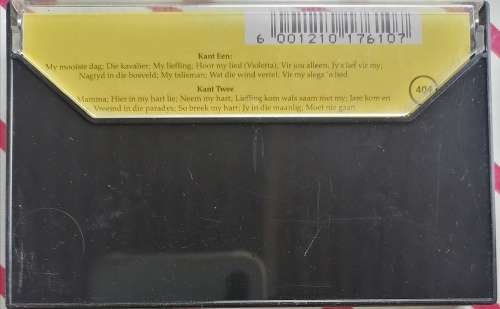 6 001210 176107
Kant Een:
My mooiste dag; Die kavalier; My liefling; Hoor my lied (Violetta); Vir jou alleen; Jy's lief vir my;
Nagtyd in die bosveld; My talisman; Wat die wind vertel; Vir my slegs 'n lied
Kant Twee
Mamma; Hier in my hart lie; Neem my hart; Liefling kom wals saam met my; Jare kom en
Vreemd in die paradys; So breek my hart; Jy in die maanlig; Moet nie gaan
404